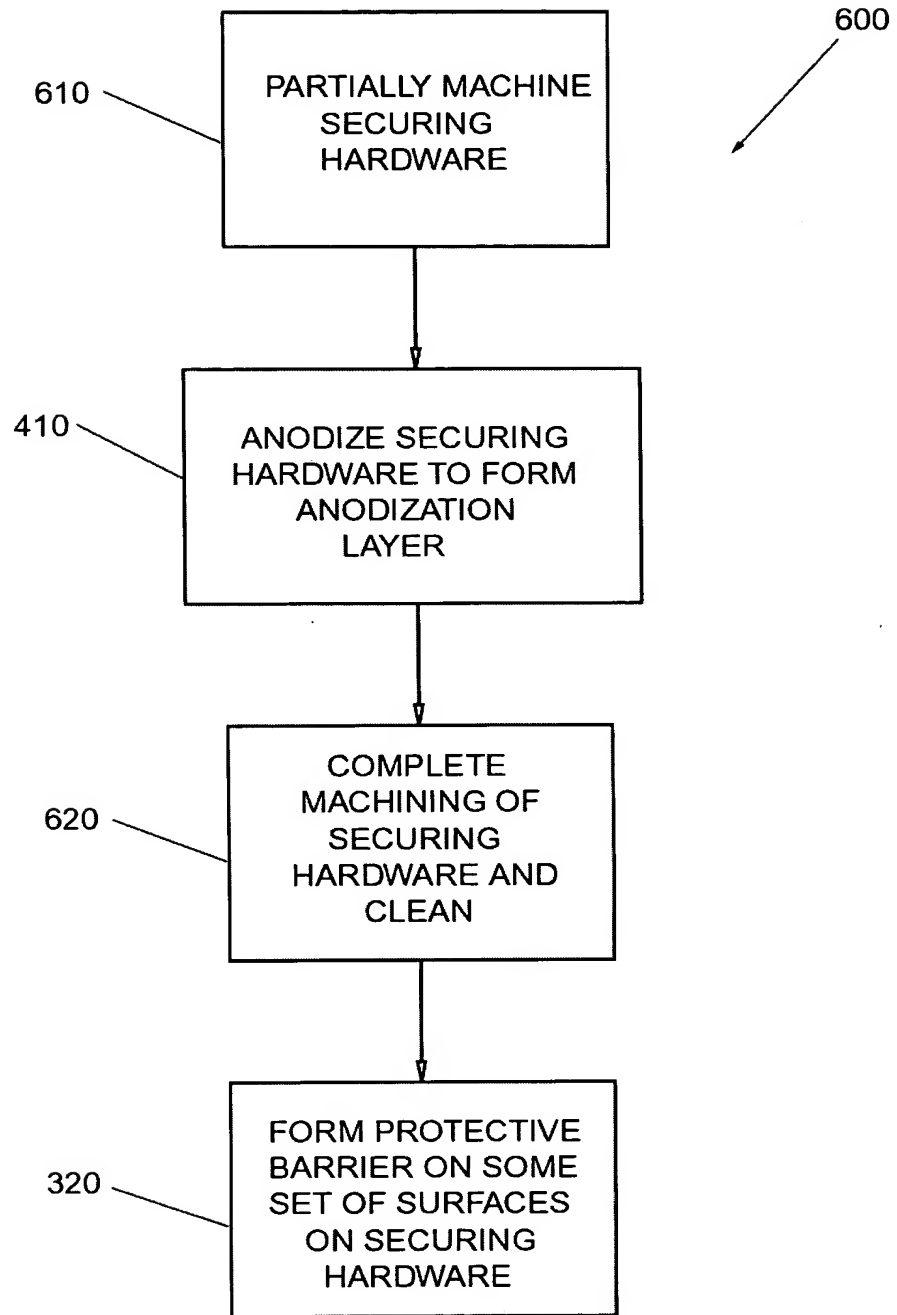 600
610
PARTIALLY MACHINE
SECURING
HARDWARE
410
ANODIZE SECURING
HARDWARE TO FORM
ANODIZATION
LAYER
620
COMPLETE
MACHINING OF
SECURING
HARDWARE AND
CLEAN
320
FORM PROTECTIVE
BARRIER ON SOME
SET OF SURFACES
ON SECURING
HARDWARE